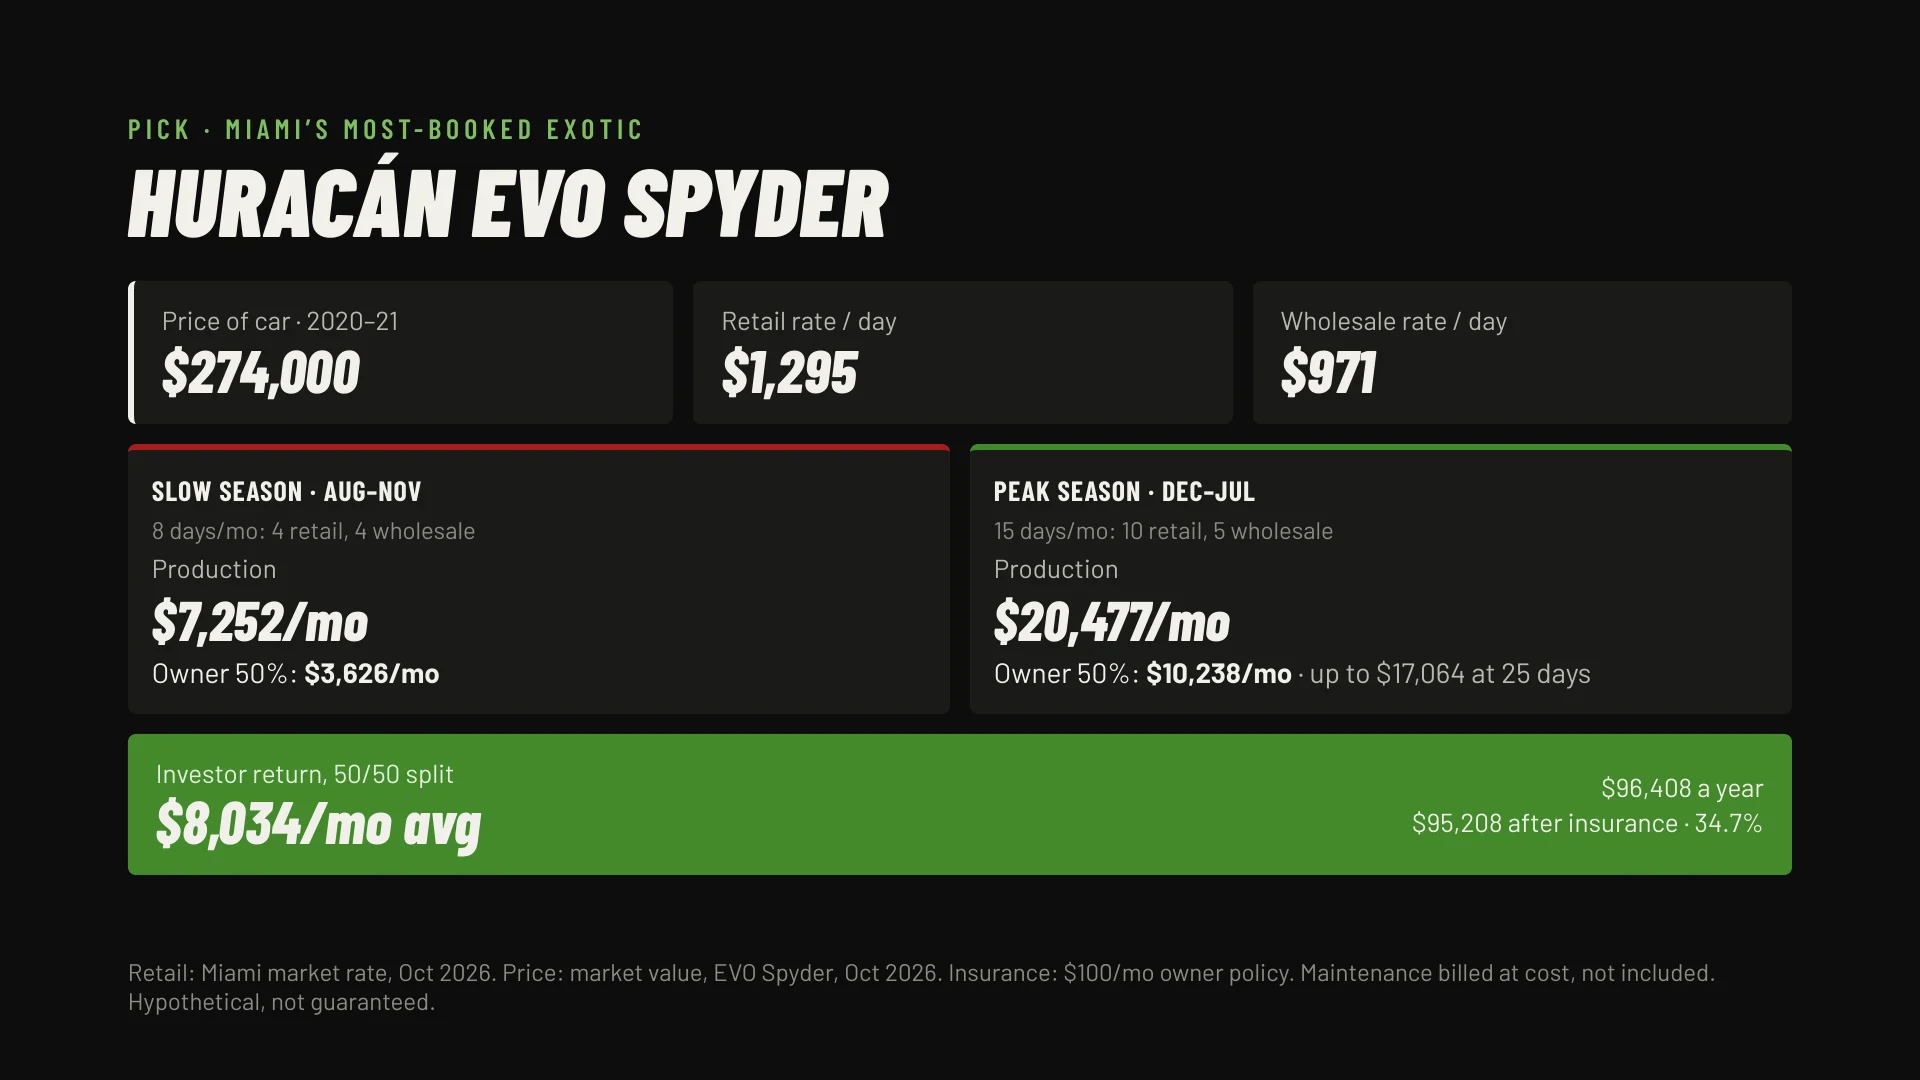 PICK · MIAMI’S MOST-BOOKED EXOTIC
HURACÁN EVO SPYDER
Price of car · 2020–21
$274,000
Retail rate / day
$1,295
Wholesale rate / day
$971
SLOW SEASON · AUG–NOV
8 days/mo: 4 retail, 4 wholesale
Production
$7,252/mo
Owner 50%: $3,626/mo
PEAK SEASON · DEC–JUL
15 days/mo: 10 retail, 5 wholesale
Production
$20,477/mo
Owner 50%: $10,238/mo · up to $17,064 at 25 days
Investor return, 50/50 split
$8,034/mo avg
$96,408 a year
$95,208 after insurance · 34.7%
Retail: Miami market rate, Oct 2026. Price: market value, EVO Spyder, Oct 2026. Insurance: $100/mo owner policy. Maintenance billed at cost, not included.
Hypothetical, not guaranteed.